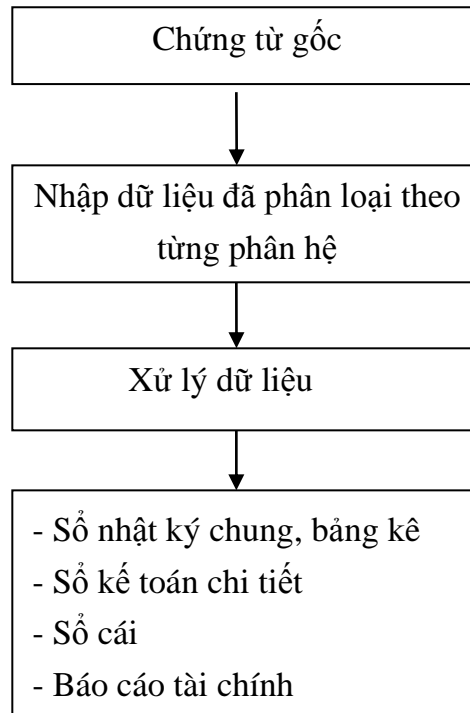 Chứng từ gốc
Nhập dữ liệu đã phân loại theo
từng phân hệ
Xử lý dữ liệu
- Sổ nhật ký chung, bảng kê
- Sổ kế toán chi tiết
- Sổ cái
- Báo cáo tài chính